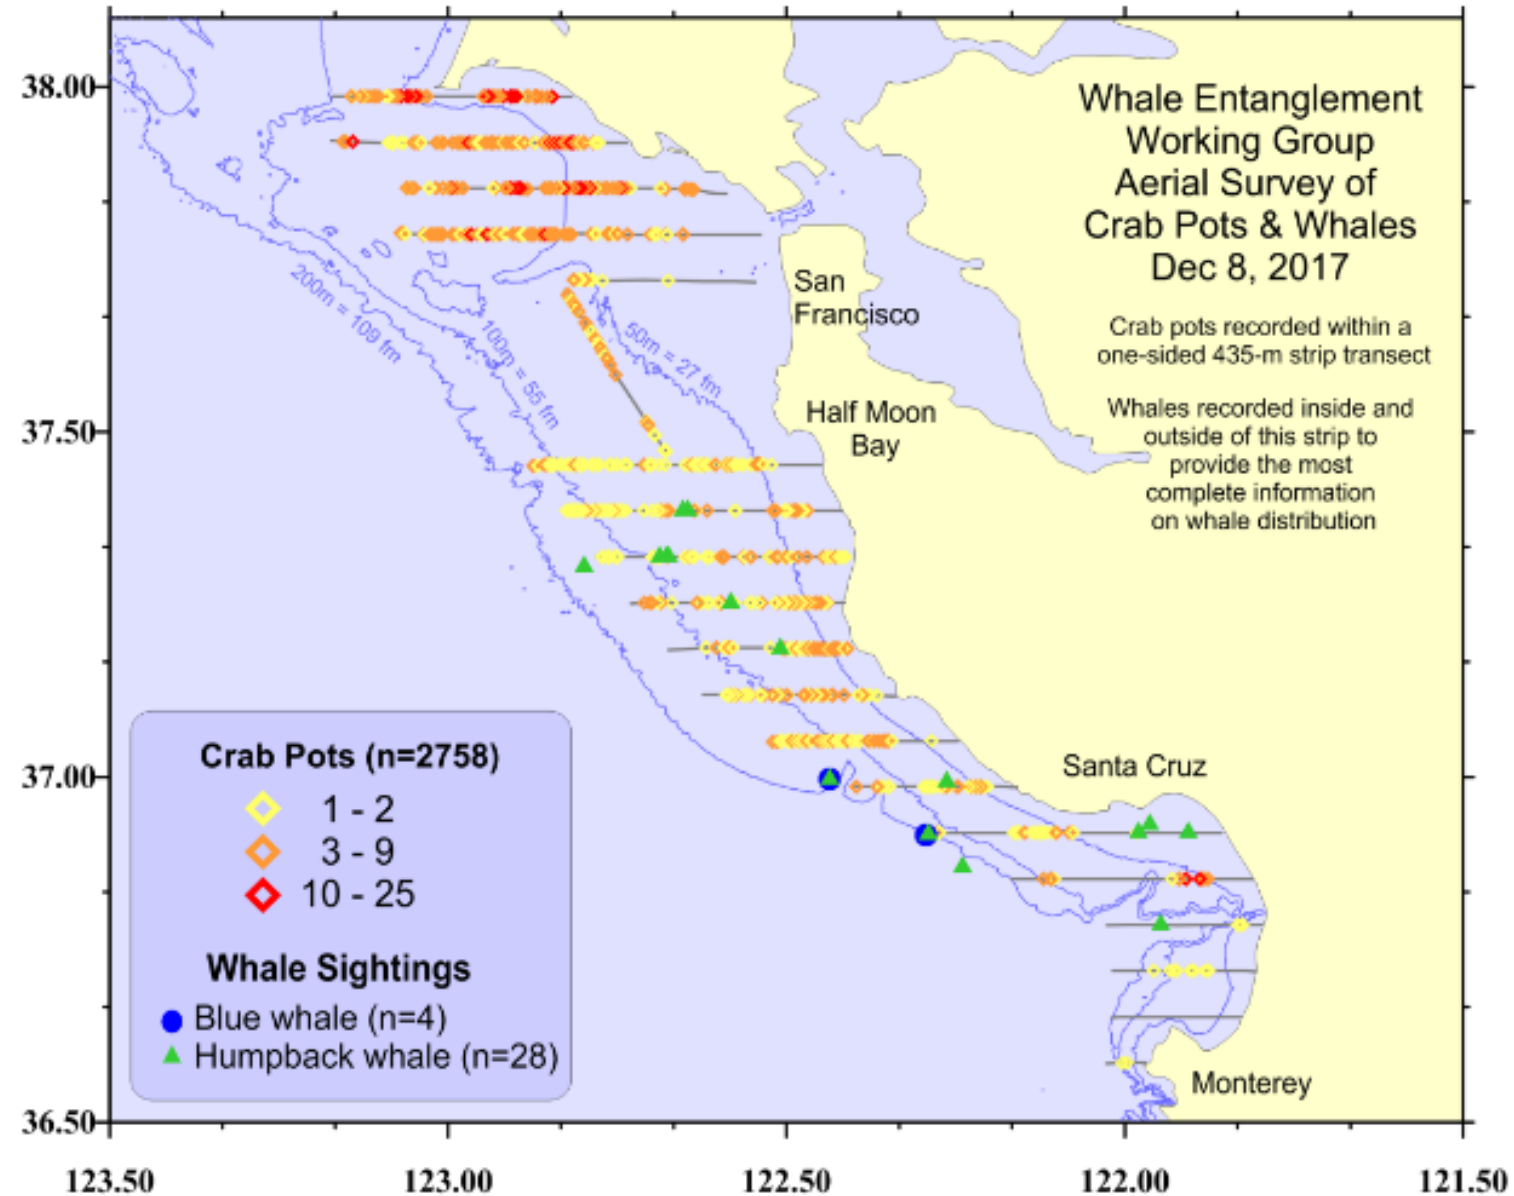 Whale Entanglement
Working Group
Aerial Survey of
Crab Pots & Whales
Dec 8, 2017
Crab pots recorded within a
one-sided 435-m strip transect
Whales recorded inside and
outside of this strip to
provide the most
complete information
on whale distribution
San
Francisco
Half Moon
Bay
Santa Cruz
Monterey
200m = 109 fm
100m = 55 fm
50m = 27 fm
Crab Pots (n=2758)
1 - 2
3 - 9
10 - 25
Whale Sightings
Blue whale (n=4)
Humpback whale (n=28)
38.00
37.50
37.00
36.50
123.50
123.00
122.50
122.00
121.50